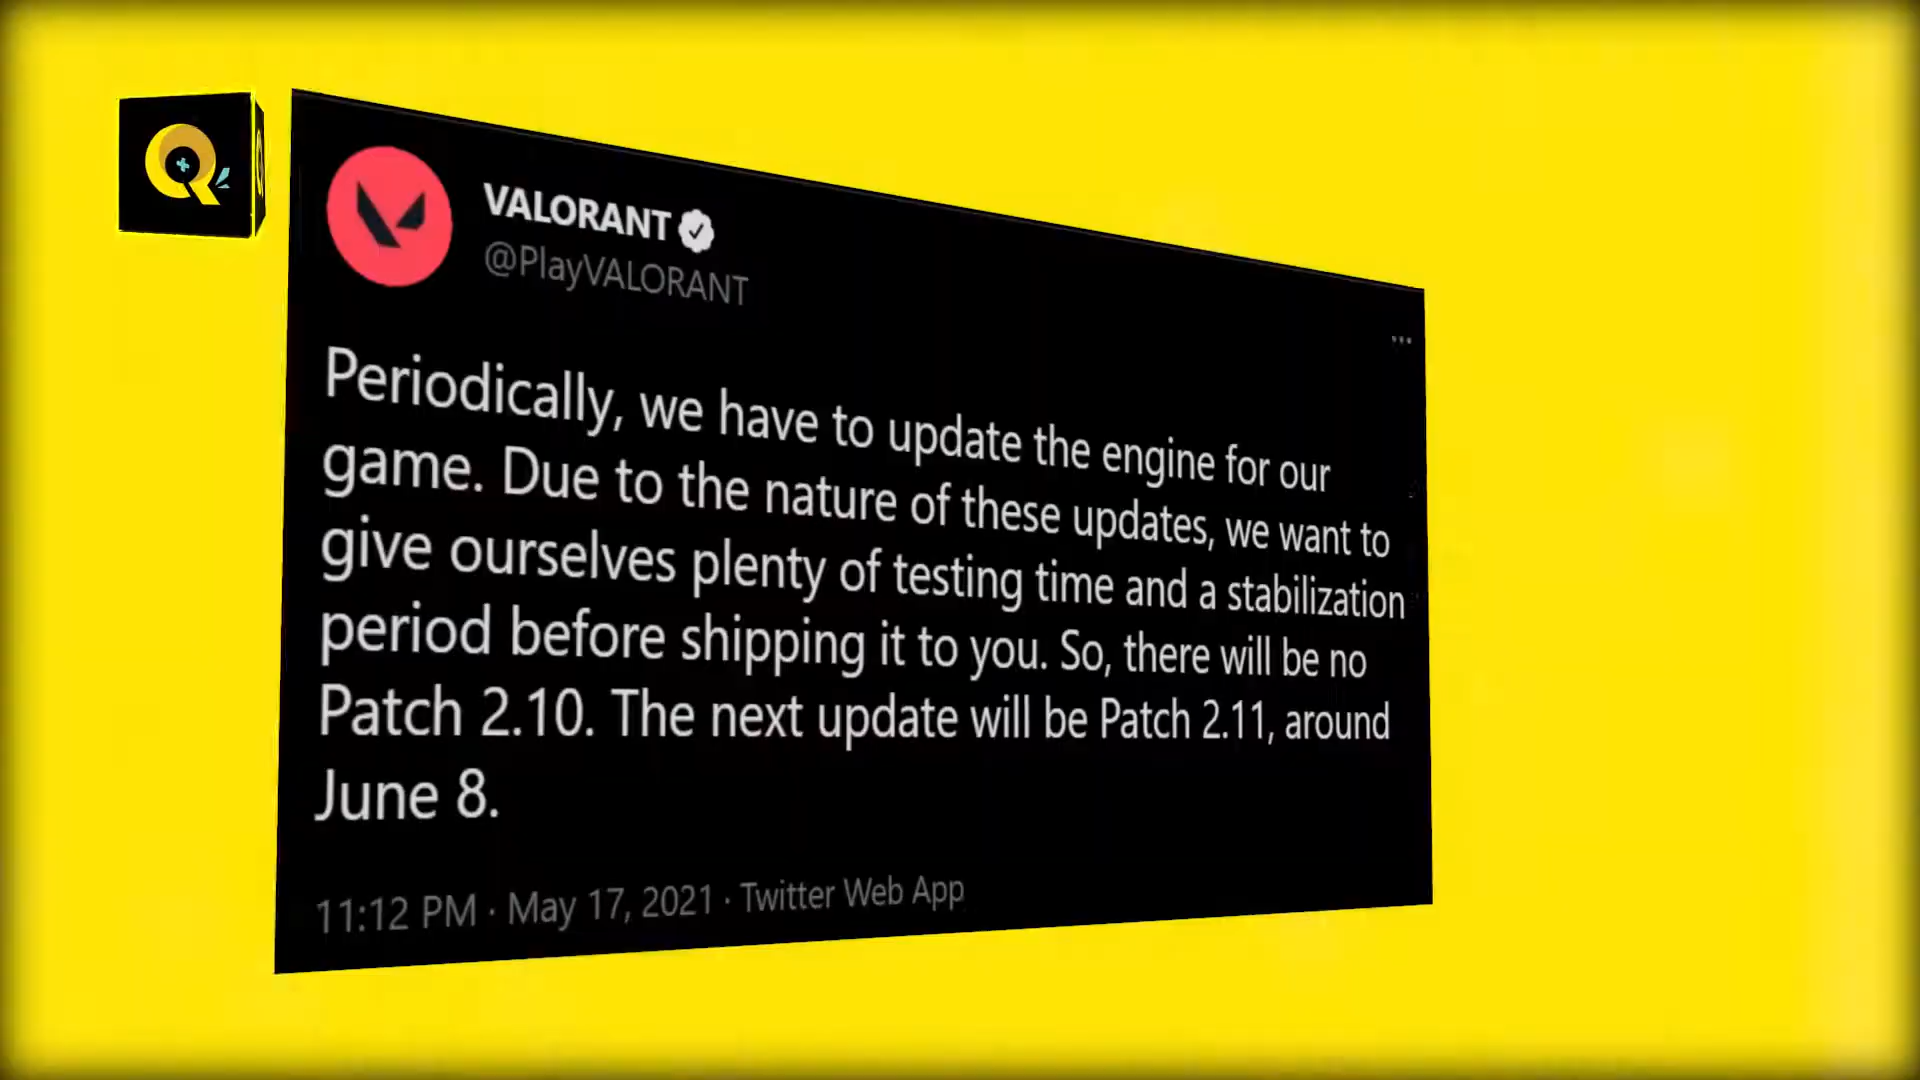 VALORANT
@PlayVALORANT
Periodically, we have to update the engine for our
game. Due to the nature of these updates, we want to
give ourselves plenty of testing time and a stabilization
period before shipping it to you. So, there will be no
Patch 2.10. The next update will be Patch 2.11, around
June 8.
11:12 PM · May 17, 2021 · Twitter Web App